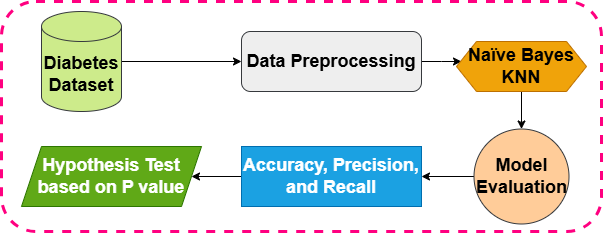 Diabetes
Dataset
Data Preprocessing
Naïve Bayes
KNN
Model
Evaluation
Accuracy, Precision,
and Recall
Hypothesis Test
based on P value